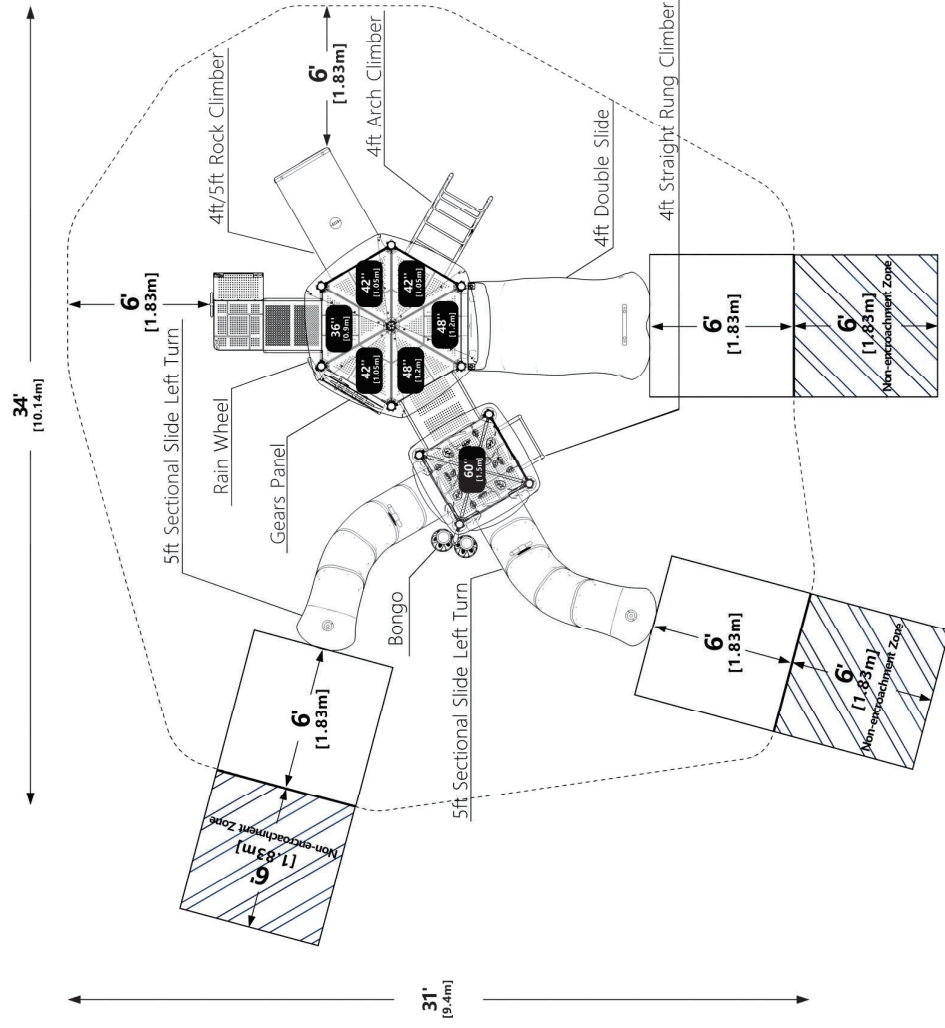 34'
[10.14m]
6'
[1.83m]
6'
[1.83m]
4ft/5ft Rock Climber
4ft Arch Climber
4ft Double Slide
4ft Straight Rung Climber
5ft Sectional Slide Left Turn
Rain Wheel
Gears Panel
42"
[1.05m]
42"
[1.05m]
36"
[0.9m]
48"
[1.2m]
42"
[1.05m]
48"
[1.2m]
60"
[1.5m]
Bongo
5ft Sectional Slide Left Turn
6'
[1.83m]
6'
[1.83m]
Non-encroachment Zone
6'
[1.83m]
6'
[1.83m]
Non-encroachment Zone
6'
[1.83m]
6'
[1.83m]
Non-encroachment Zone
31'
[9.4m]